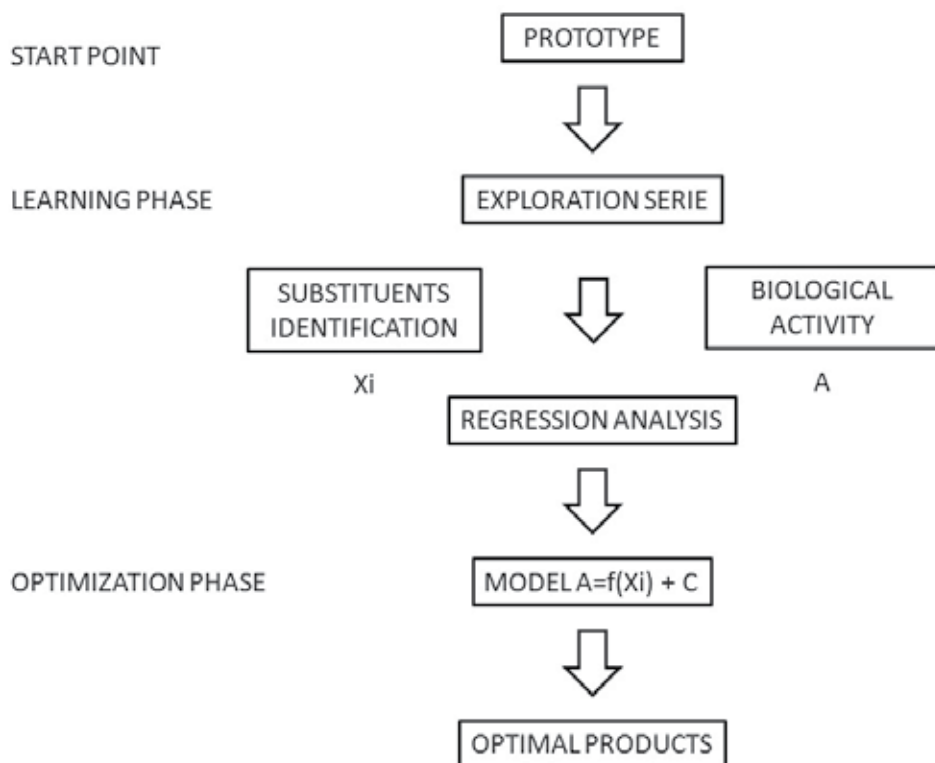 START POINT
PROTOTYPE
LEARNING PHASE
EXPLORATION SERIE
SUBSTITUENTS
IDENTIFICATION
BIOLOGICAL
ACTIVITY
Xi
A
REGRESSION ANALYSIS
OPTIMIZATION PHASE
MODEL A=f(Xi) + C
OPTIMAL PRODUCTS